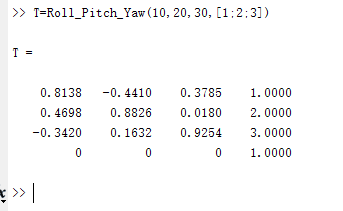 >> T=Roll_Pitch_Yaw(10,20,30,[1;2;3])
T =
0.8138 -0.4410 0.3785 1.0000
0.4698 0.8826 0.0180 2.0000
-0.3420 0.1632 0.9254 3.0000
0 0 0 1.0000
>>